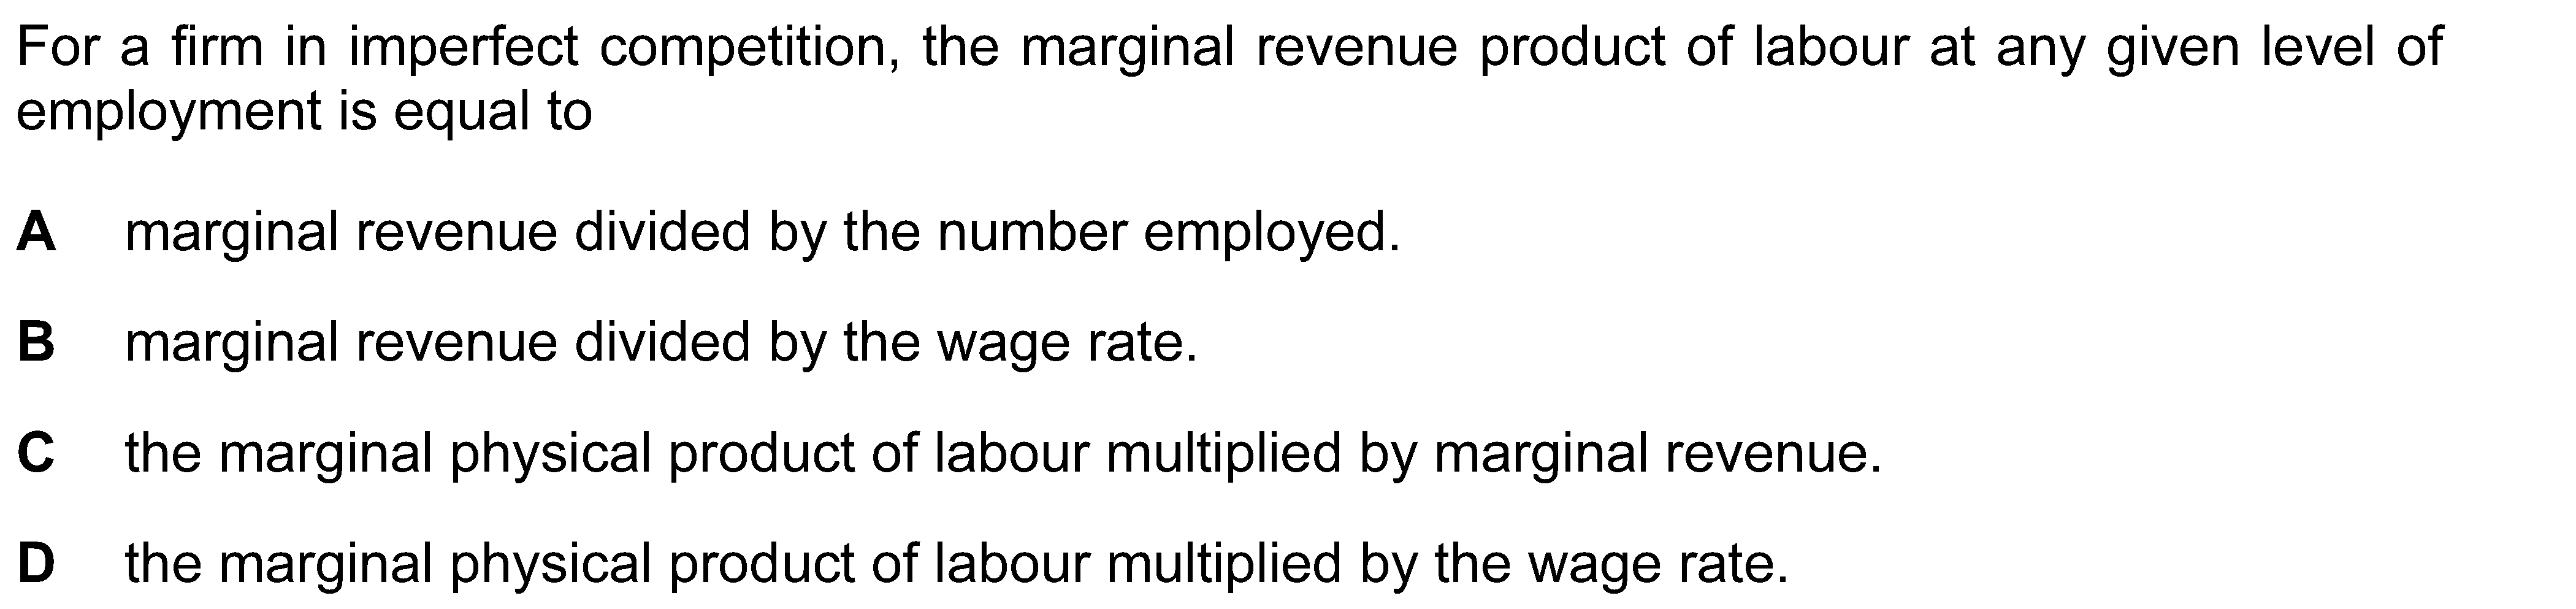 For a firm in imperfect competition, the marginal revenue product of labour at any given level of
employment is equal to
A marginal revenue divided by the number employed.
B marginal revenue divided by the wage rate.
C the marginal physical product of labour multiplied by marginal revenue.
D the marginal physical product of labour multiplied by the wage rate.